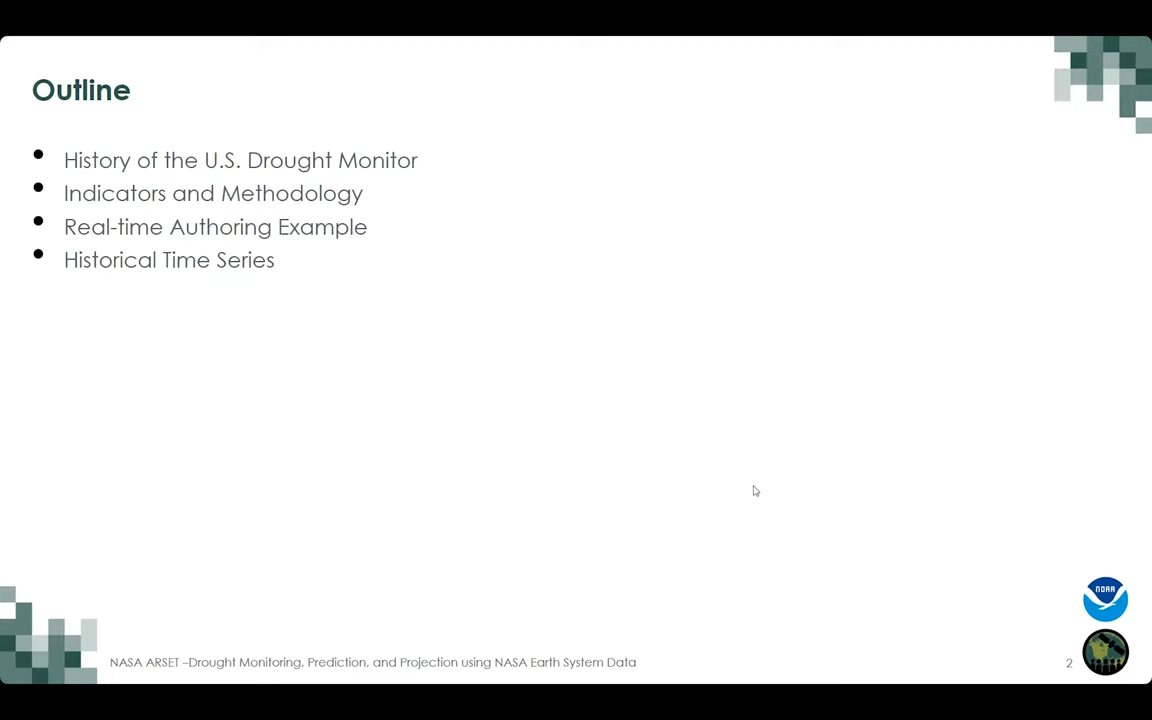 Outline
• History of the U.S. Drought Monitor
• Indicators and Methodology
• Real-time Authoring Example
• Historical Time Series
NOAA
NASA ARSET –Drought Monitoring, Prediction, and Projection using NASA Earth System Data
2